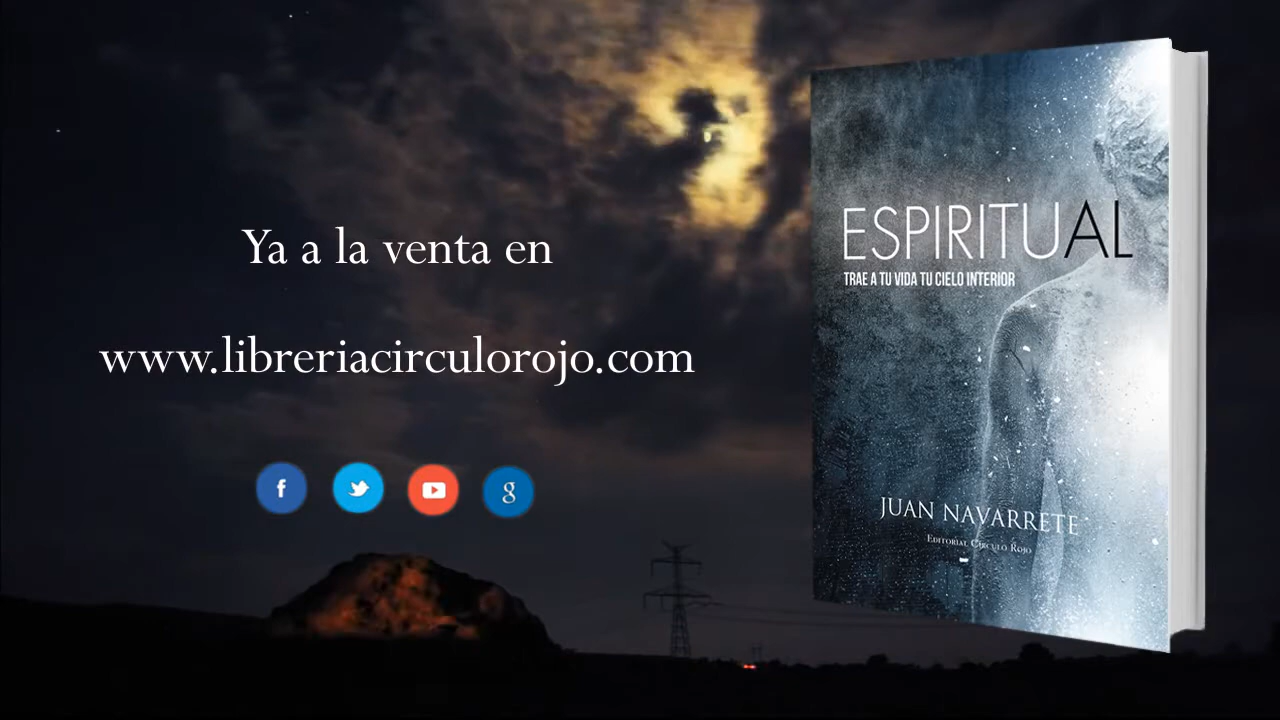 Ya a la venta en
www.libreriacirculorojo.com
f
g
ESPIRITUAL
TRAE A TU VIDA TU CIELO INTERIOR
JUAN NAVARRETE
Editorial Círculo Rojo